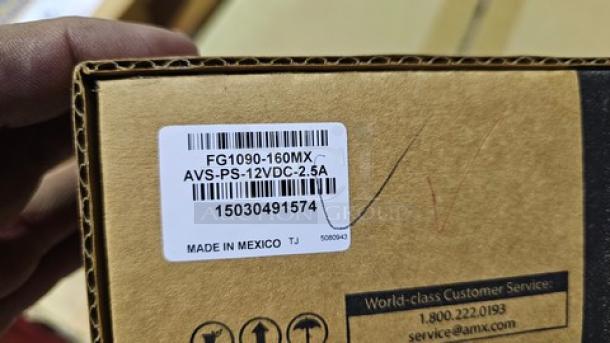 FG1090-160MX
AVS-PS-12VDC-2.5A
15030491574
MADE IN MEXICO TJ 5080943
World-class Customer Service:
1.800.222.0193
service@amx.com